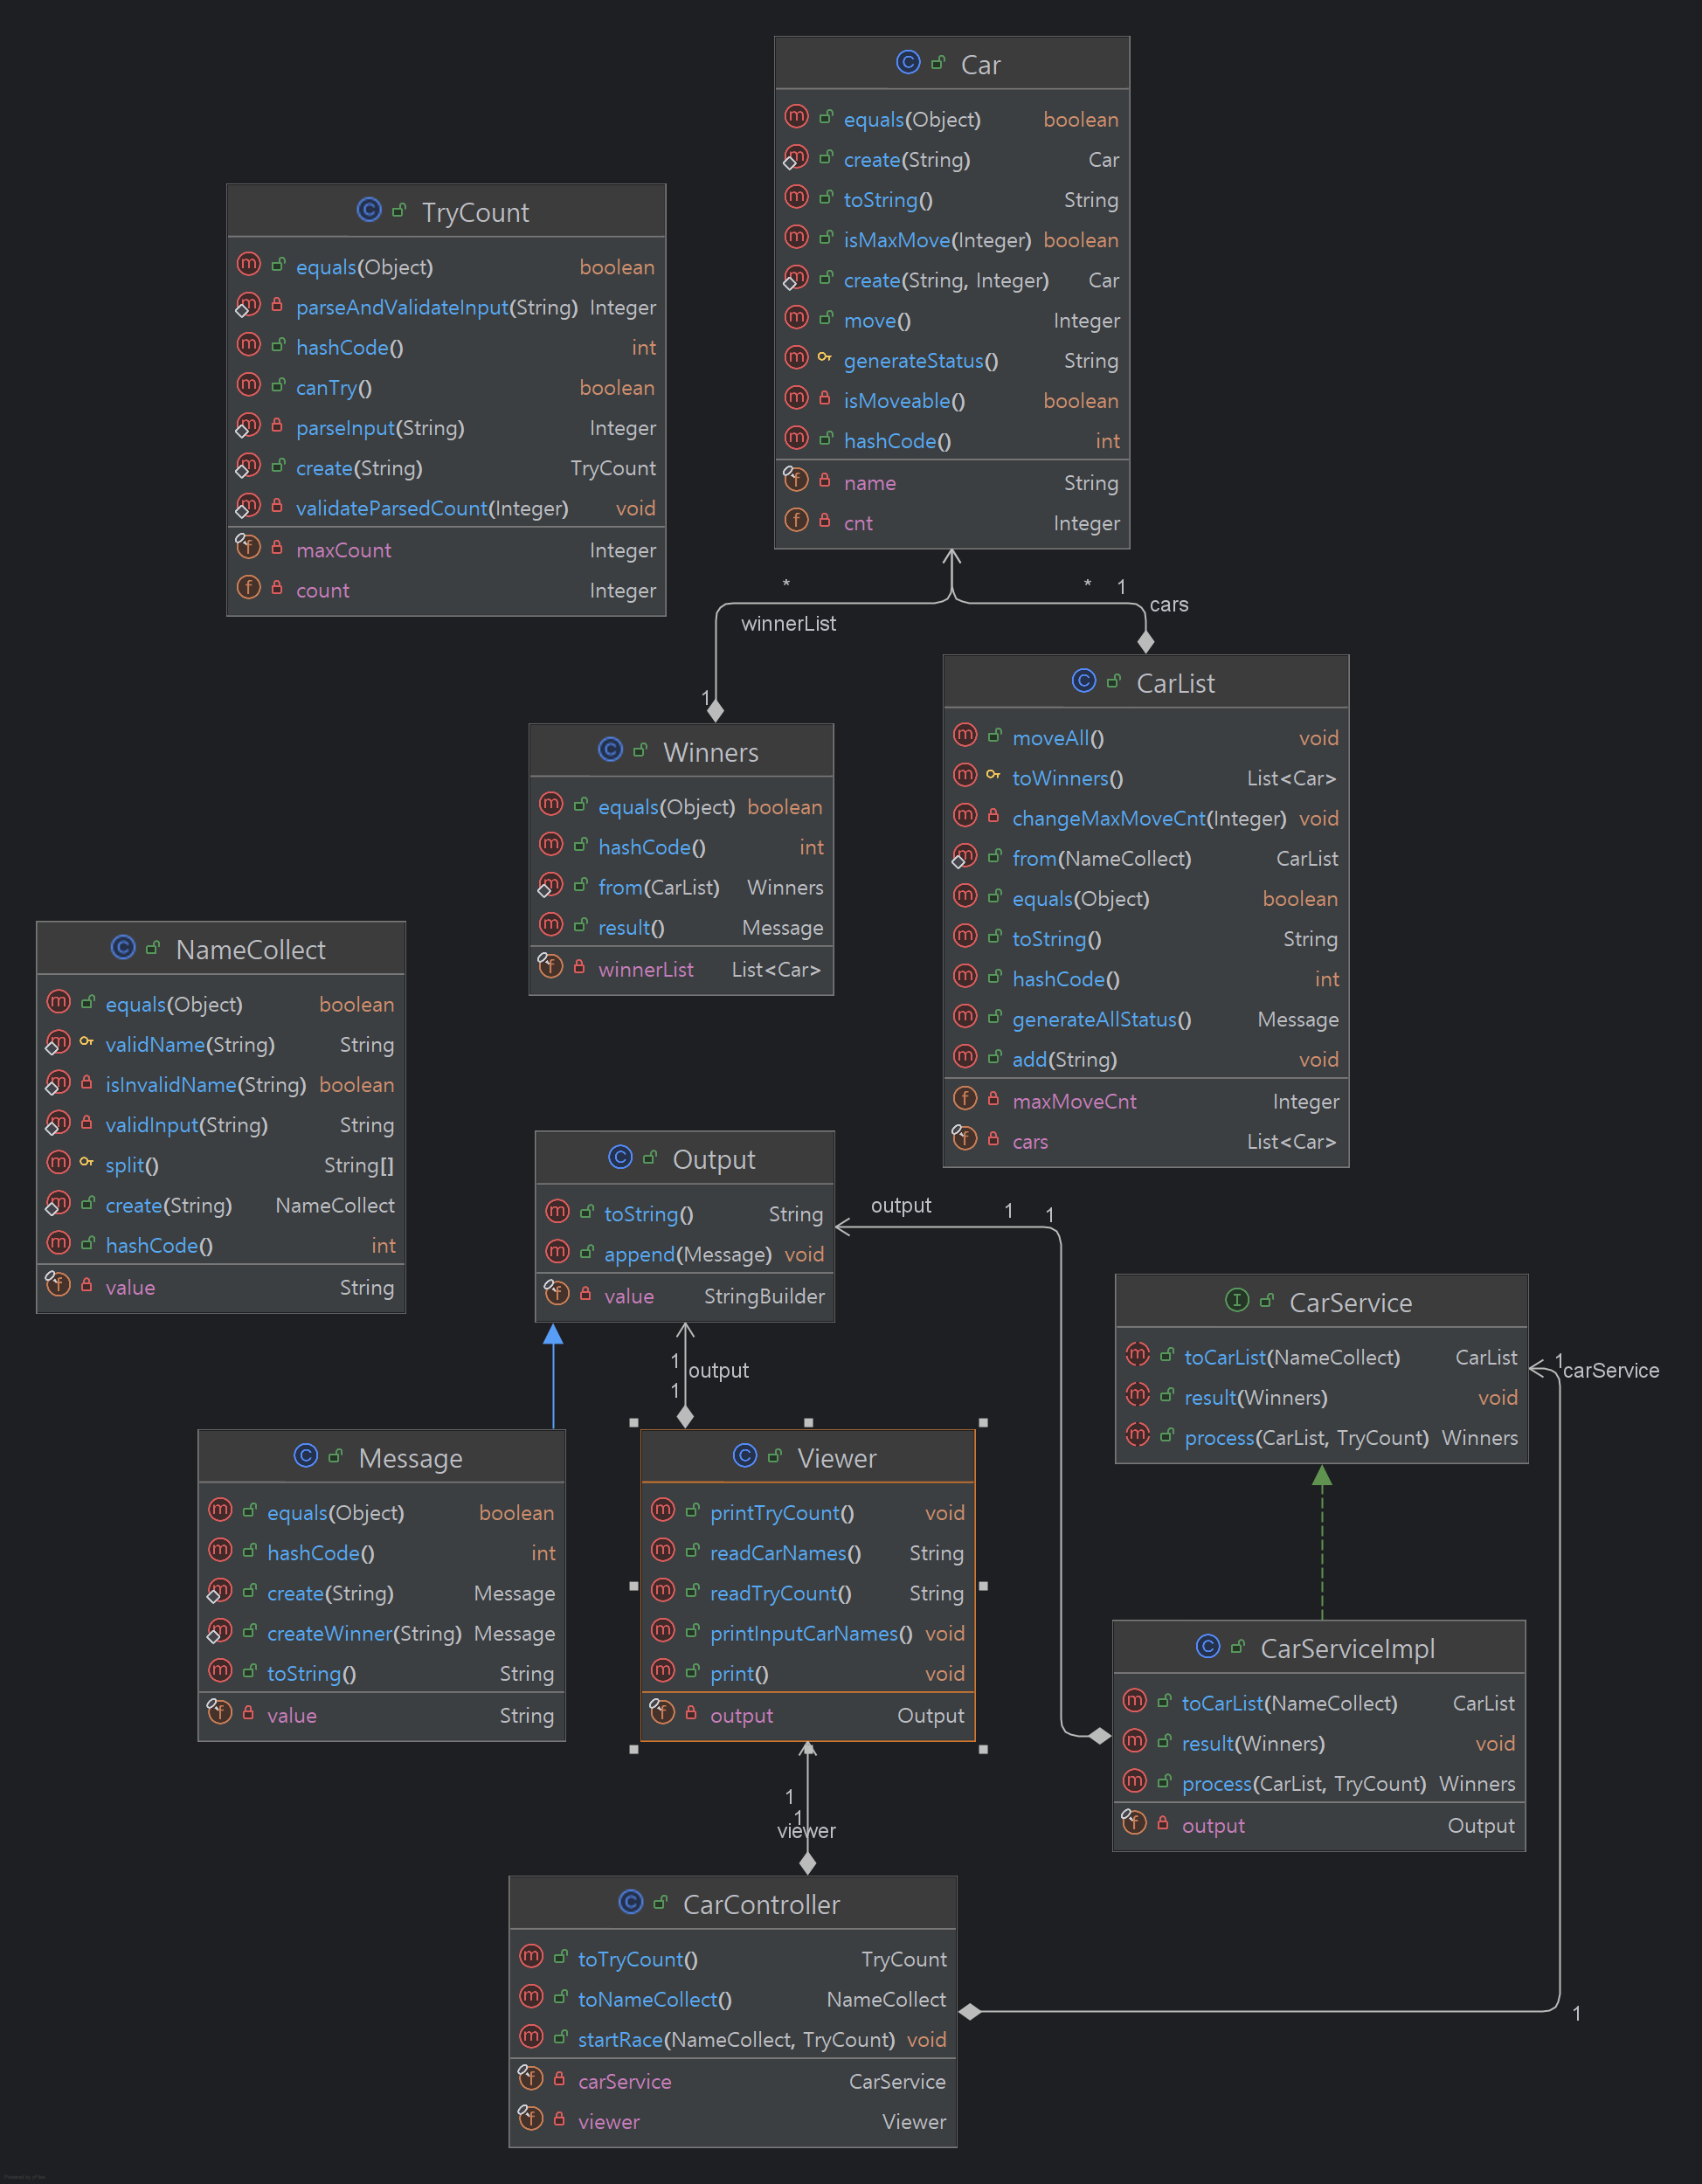 Car
equals(Object) boolean
create(String) Car
toString() String
isMaxMove(Integer) boolean
create(String, Integer) Car
move() Integer
generateStatus() String
isMoveable() boolean
hashCode() int
name String
cnt Integer
TryCount
equals(Object) boolean
parseAndValidateInput(String) Integer
hashCode() int
canTry() boolean
parseInput(String) Integer
create(String) TryCount
validateParsedCount(Integer) void
maxCount Integer
count Integer
* * 1
cars
winnerList
1
CarList
moveAll() void
toWinners() List<Car>
changeMaxMoveCnt(Integer) void
from(NameCollect) CarList
equals(Object) boolean
toString() String
hashCode() int
generateAllStatus() Message
add(String) void
maxMoveCnt Integer
cars List<Car>
Winners
equals(Object) boolean
hashCode() int
from(CarList) Winners
result() Message
winnerList List<Car>
NameCollect
equals(Object) boolean
validName(String) String
isInvalidName(String) boolean
validInput(String) String
split() String[]
create(String) NameCollect
hashCode() int
value String
Output
toString() String
append(Message) void
value StringBuilder
output 1 1
CarService
toCarList(NameCollect) CarList
result(Winners) void
process(CarList, TryCount) Winners
1 carService
1
output
1
Message
equals(Object) boolean
hashCode() int
create(String) Message
createWinner(String) Message
toString() String
value String
Viewer
printTryCount() void
readCarNames() String
readTryCount() String
printInputCarNames() void
print() void
output Output
CarServiceImpl
toCarList(NameCollect) CarList
result(Winners) void
process(CarList, TryCount) Winners
output Output
1
1
viewer
CarController
toTryCount() TryCount
toNameCollect() NameCollect
startRace(NameCollect, TryCount) void
carService CarService
viewer Viewer
1